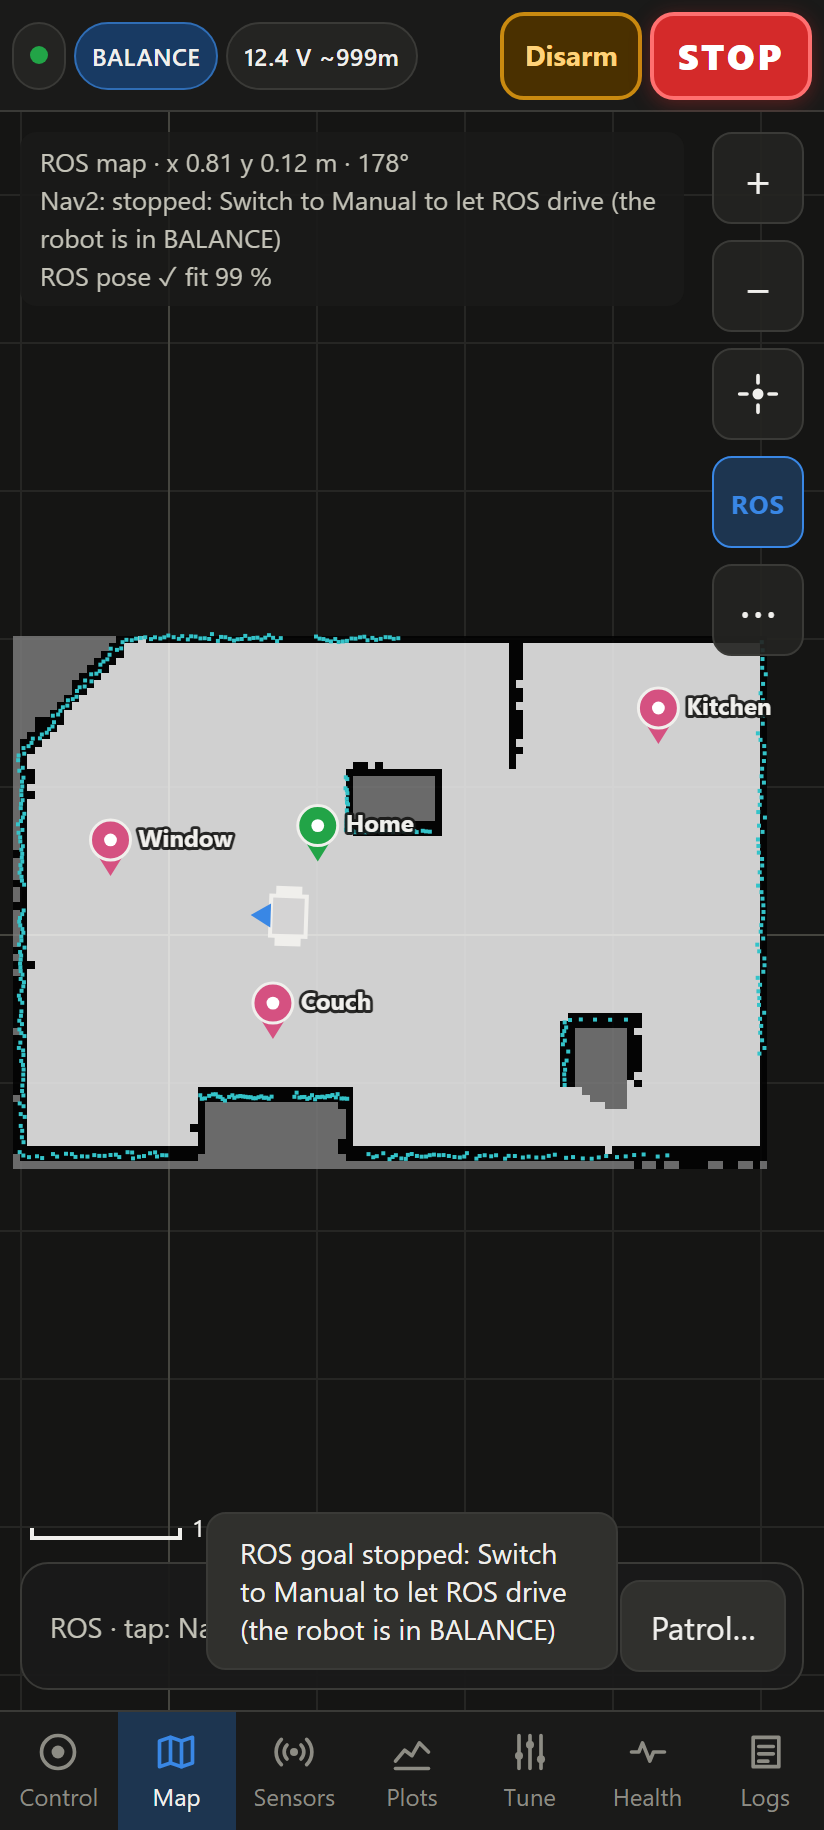 BALANCE
12.4 V ~999m
Disarm
STOP
ROS map · x 0.81 y 0.12 m · 178°
Nav2: stopped: Switch to Manual to let ROS drive (the
robot is in BALANCE)
ROS pose ✓ fit 99 %
+
−
ROS
...
Kitchen
Window
Home
Couch
1
ROS goal stopped: Switch
to Manual to let ROS drive
(the robot is in BALANCE)
ROS · tap: Na
Patrol...
Control
Map
Sensors
Plots
Tune
Health
Logs